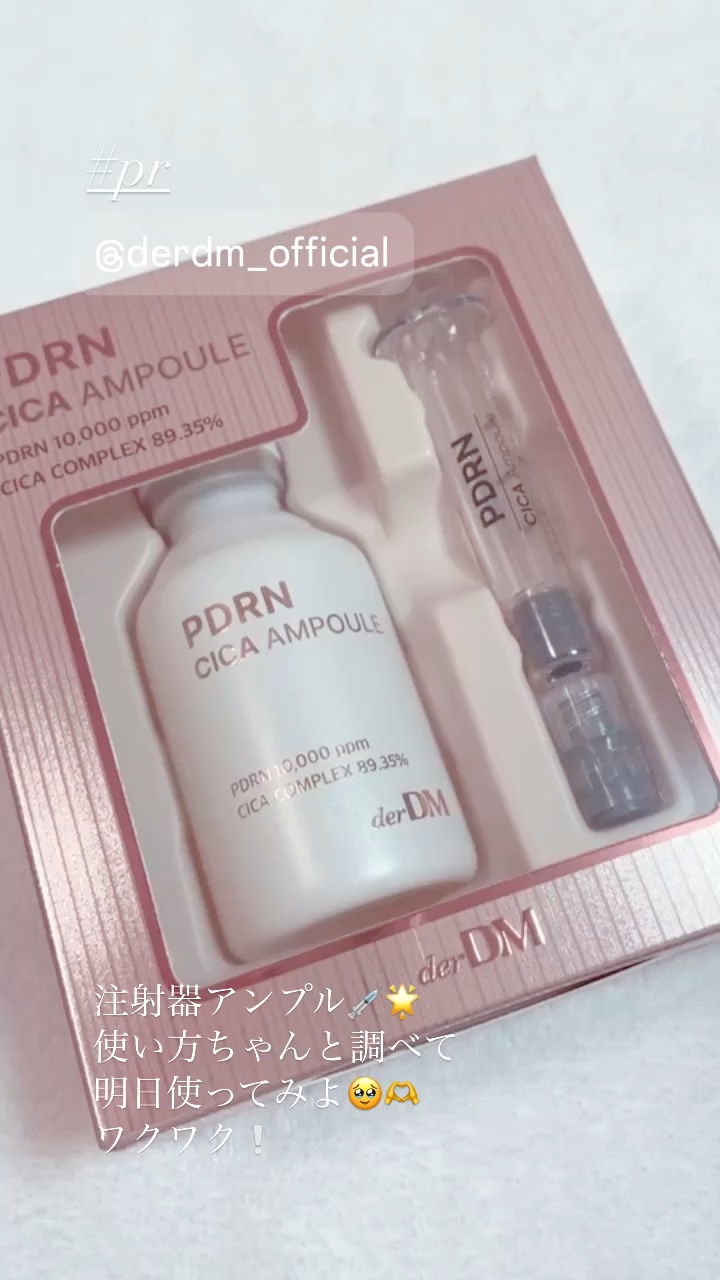 #pr
@derdm_official
PDRN
CICA AMPOULE
PDRN 10,000 ppm
CICA COMPLEX 89.35%
PDRN
CICA Ampoule
PDRN
CICA AMPOULE
PDRN 10,000 ppm
CICA COMPLEX 89.35%
derDM
derDM
注射器アンプル💉🌟
使い方ちゃんと調べて
明日使ってみよ🥹🫶
ワクワク❕